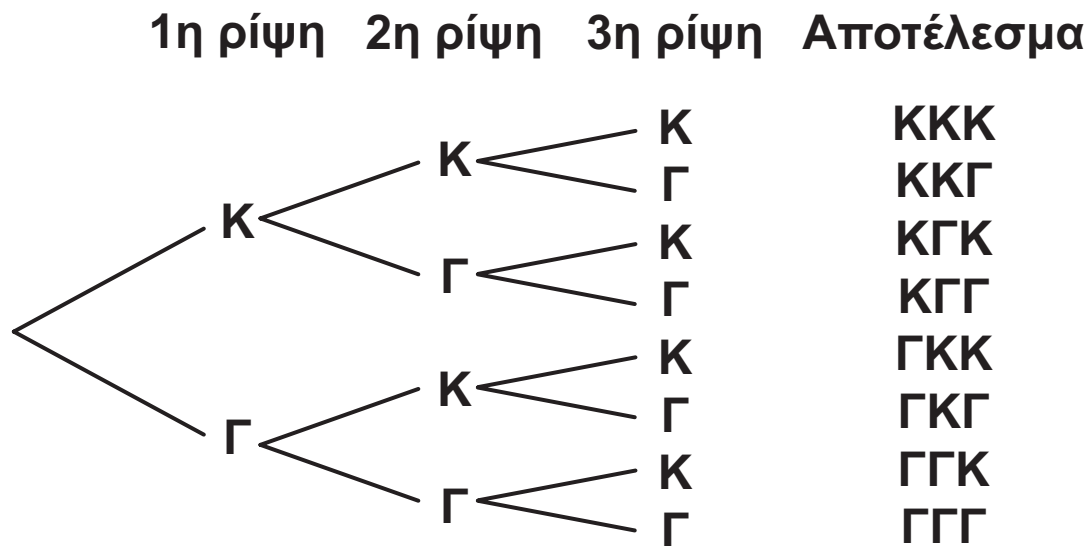 1η ρίψη 2η ρίψη 3η ρίψη Αποτέλεσμα
Κ ΚΚΚ
Κ
Γ ΚΚΓ
Κ
Κ ΚΓΚ
Γ
Γ ΚΓΓ
Κ ΓΚΚ
Κ
Γ ΓΚΓ
Γ
Κ ΓΓΚ
Γ
Γ ΓΓΓ